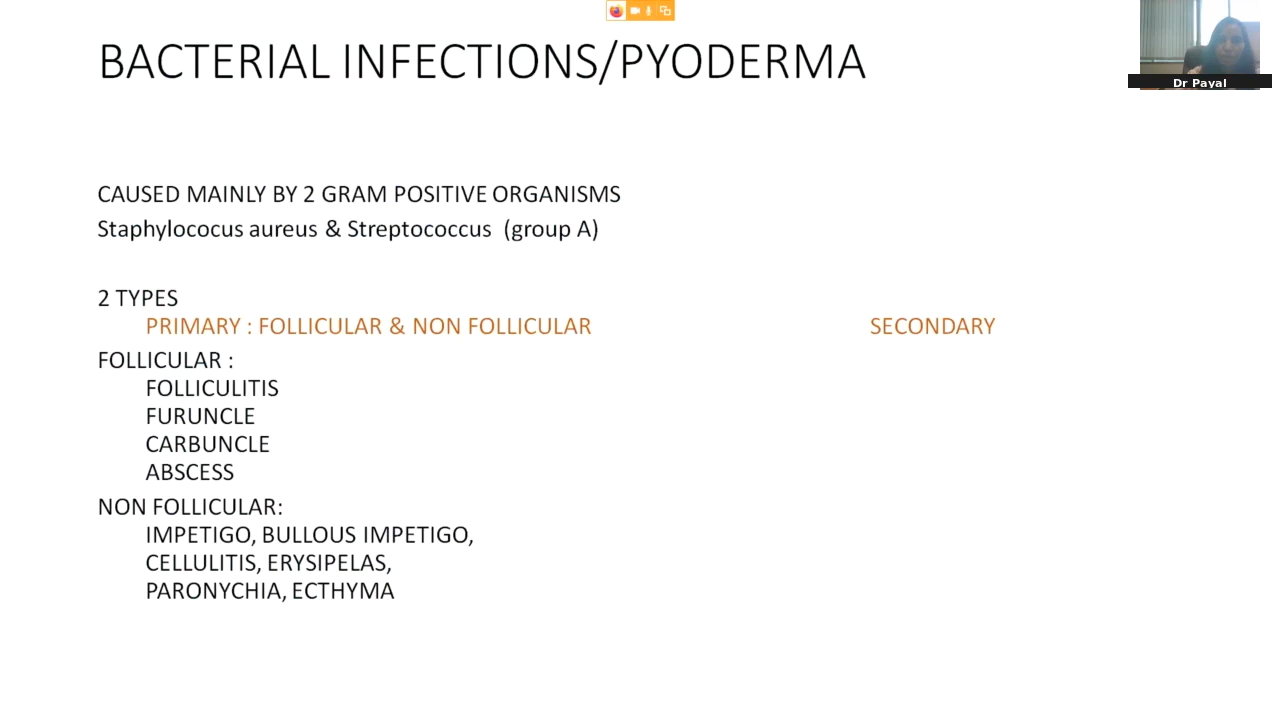 BACTERIAL INFECTIONS/PYODERMA
Dr Payal
CAUSED MAINLY BY 2 GRAM POSITIVE ORGANISMS
Staphylococus aureus & Streptococcus (group A)
2 TYPES
PRIMARY : FOLLICULAR & NON FOLLICULAR SECONDARY
FOLLICULAR :
FOLLICULITIS
FURUNCLE
CARBUNCLE
ABSCESS
NON FOLLICULAR:
IMPETIGO, BULLOUS IMPETIGO,
CELLULITIS, ERYSIPELAS,
PARONYCHIA, ECTHYMA